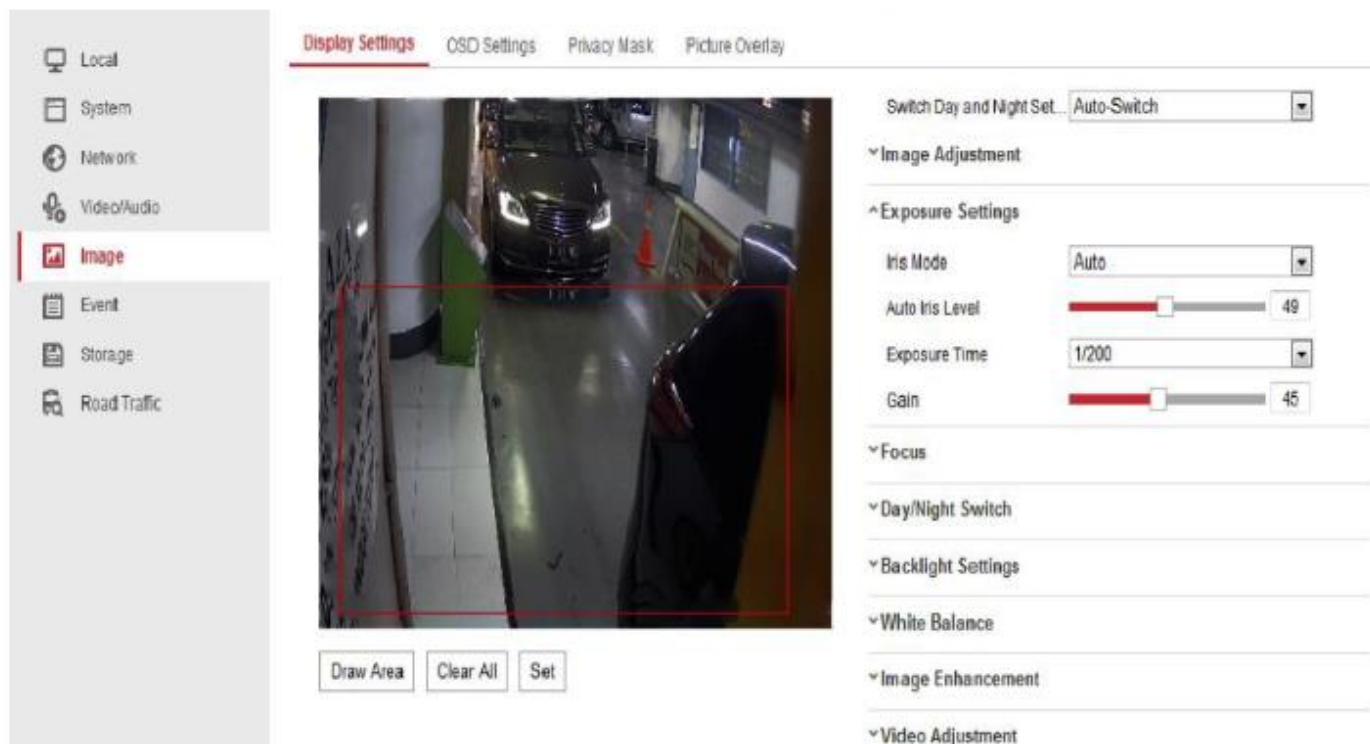 Local
System
Network
Video/Audio
Image
Event
Storage
Road Traffic
Display Settings
OSD Settings
Privacy Mask
Picture Overlay
Draw Area
Clear All
Set
Switch Day and Night Set... Auto-Switch
Image Adjustment
Exposure Settings
Iris Mode Auto
Auto Iris Level 49
Exposure Time 1/200
Gain 45
Focus
Day/Night Switch
Backlight Settings
White Balance
Image Enhancement
Video Adjustment